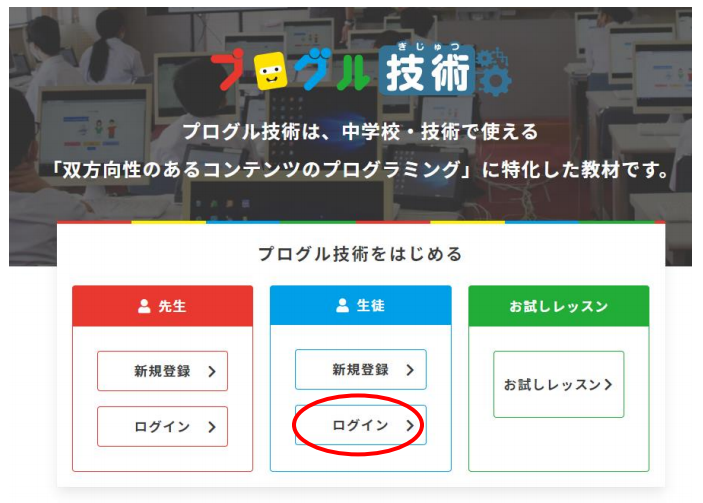 ぎじゅつ
プログル技術
プログル技術は、中学校・技術で使える
「双方向性のあるコンテンツのプログラミング」に特化した教材です。
プログル技術をはじめる
先生
新規登録
ログイン
生徒
新規登録
ログイン
お試しレッスン
お試しレッスン